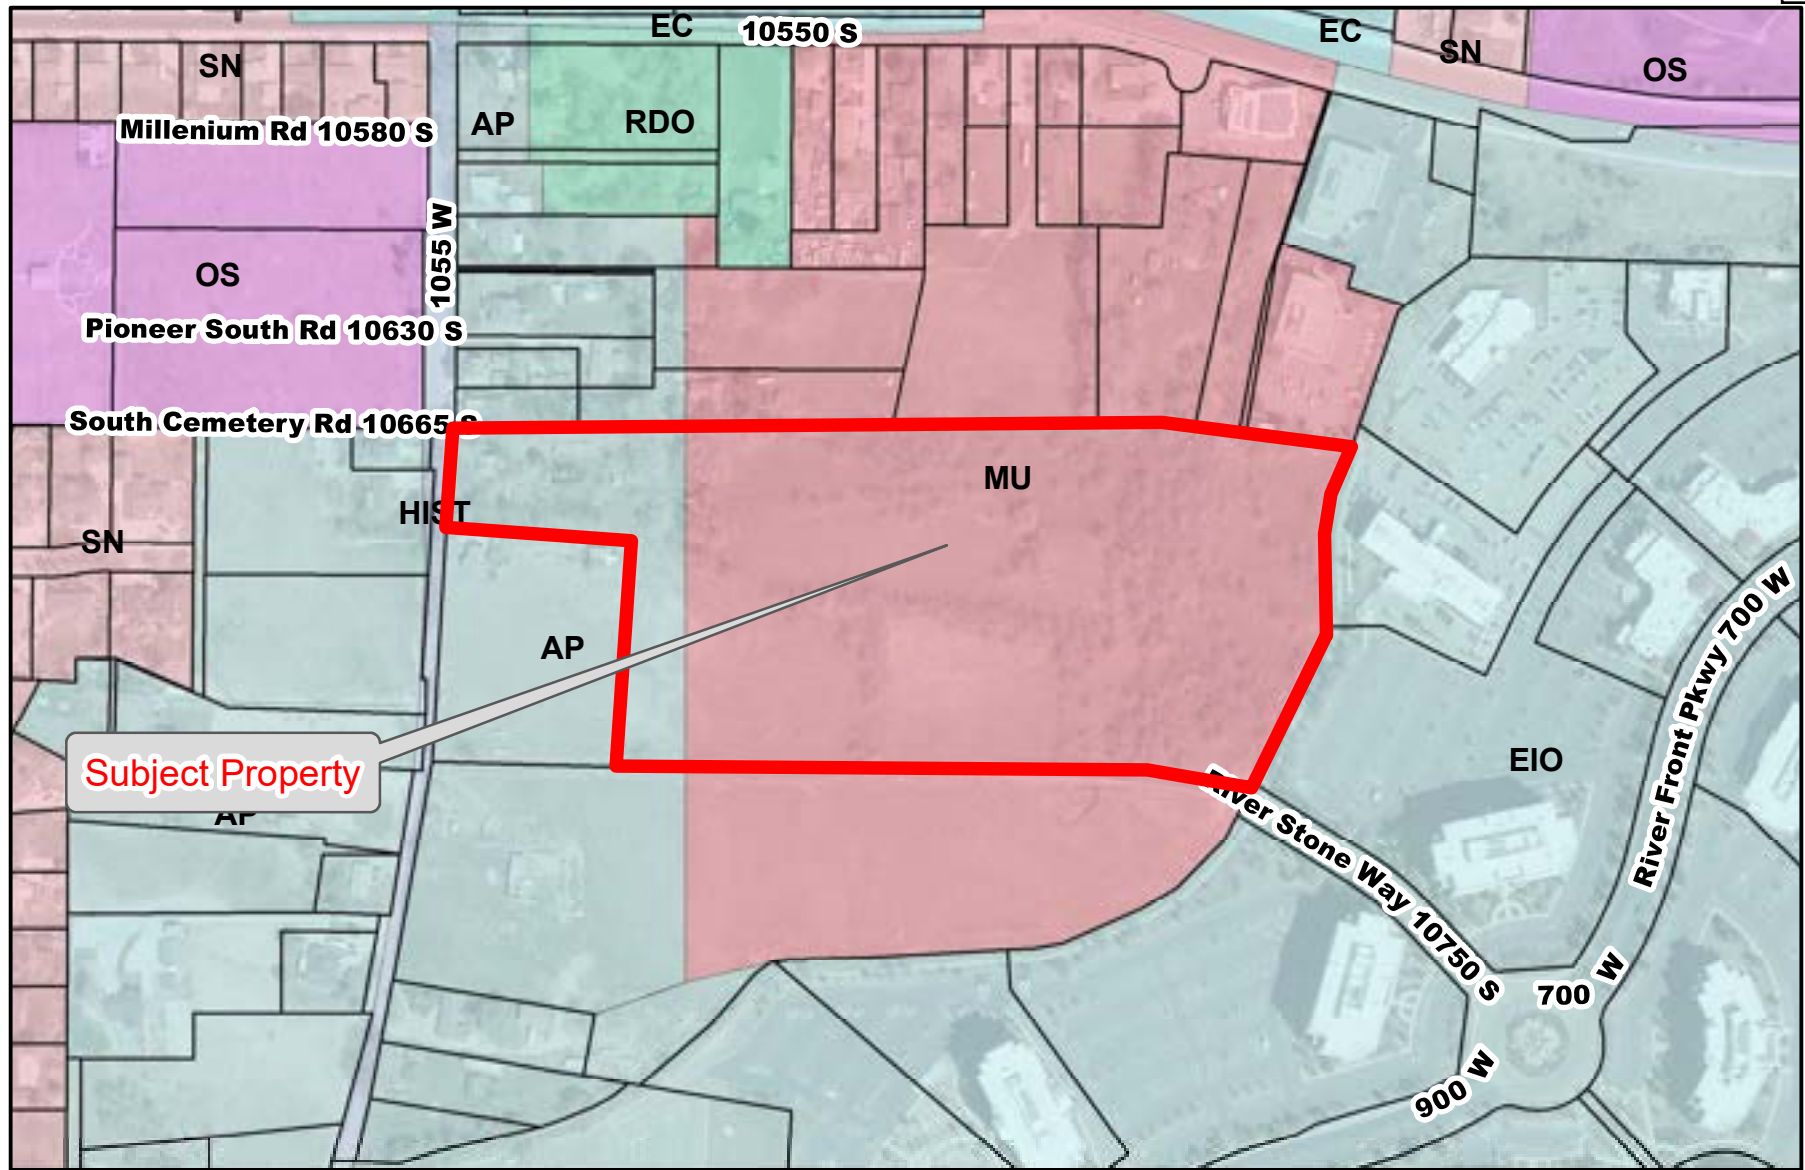 EC
10550 S
EC
SN
SN
OS
AP
RDO
Millenium Rd 10580 S
1055 W
OS
Pioneer South Rd 10630 S
South Cemetery Rd 10665 S
MU
HIST
SN
AP
River Front Pkwy 700 W
Subject Property
EIO
AP
River Stone Way 10750 S
700 W
900 W